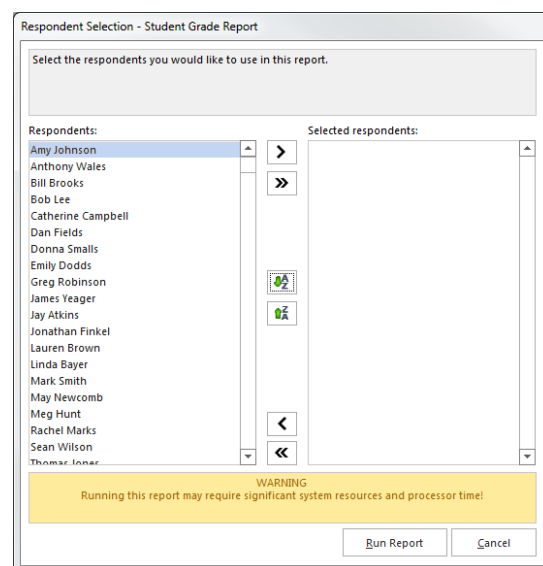 Respondent Selection - Student Grade Report
Select the respondents you would like to use in this report.
Respondents:
Selected respondents:
Amy Johnson
Anthony Wales
Bill Brooks
Bob Lee
Catherine Campbell
Dan Fields
Donna Smalls
Emily Dodds
Greg Robinson
James Yeager
Jay Atkins
Jonathan Finkel
Lauren Brown
Linda Bayer
Mark Smith
May Newcomb
Meg Hunt
Rachel Marks
Sean Wilson
Thomas Jones
A
Z
Z
A
WARNING
Running this report may require significant system resources and processor time!
Run Report
Cancel